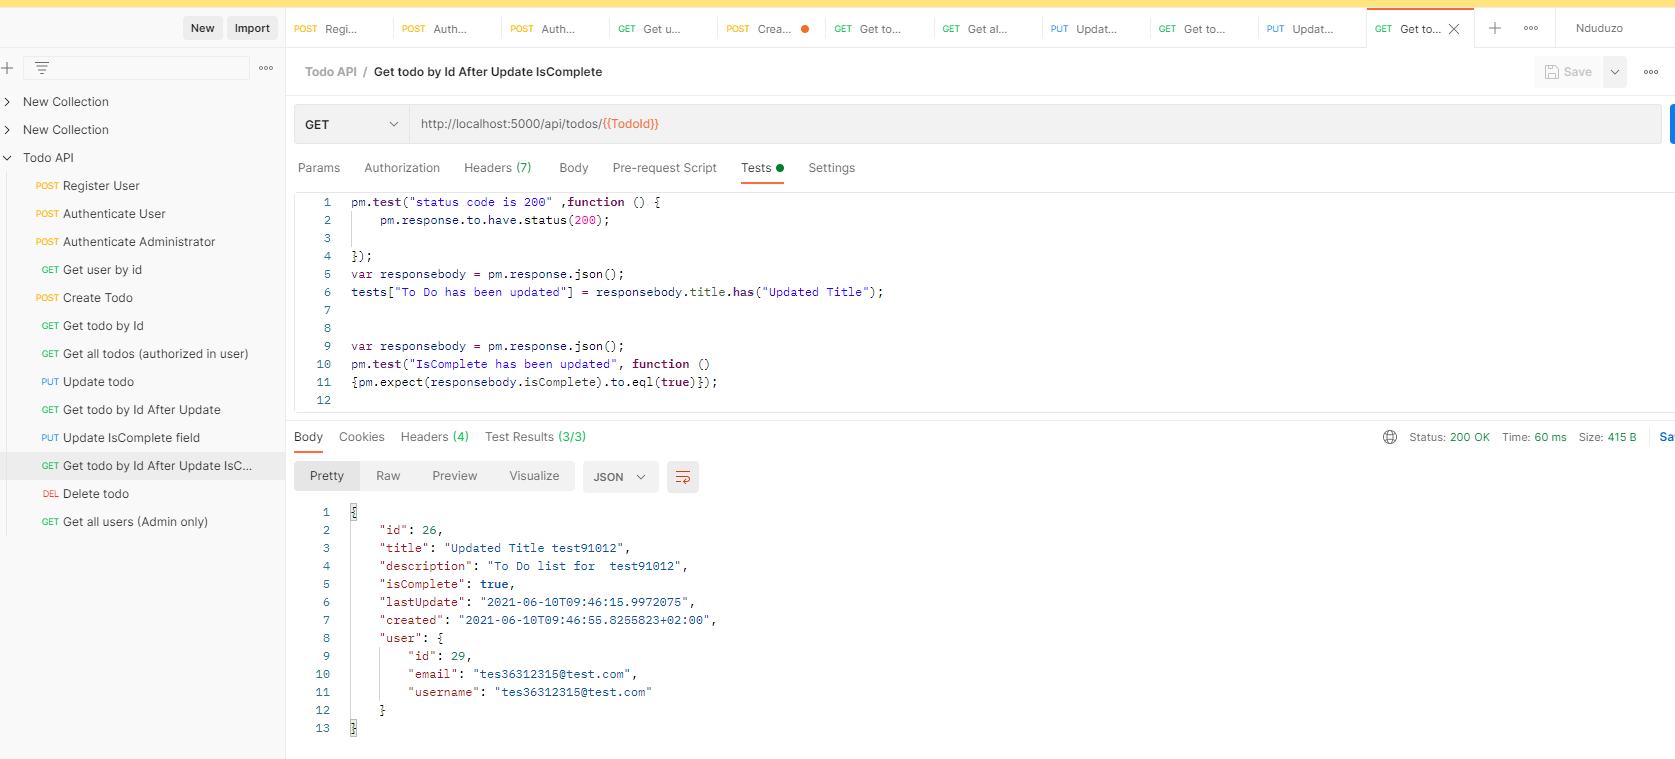 New Import
POST Regi... POST Auth... POST Auth... GET Get u... POST Crea... GET Get to... GET Get al... PUT Updat... GET Get to... PUT Updat... GET Get to... Nduduzo
Todo API / Get todo by Id After Update IsComplete Save
New Collection
New Collection
Todo API
POST Register User
POST Authenticate User
POST Authenticate Administrator
GET Get user by id
POST Create Todo
GET Get todo by Id
GET Get all todos (authorized in user)
PUT Update todo
GET Get todo by Id After Update
PUT Update IsComplete field
GET Get todo by Id After Update IsC...
DEL Delete todo
GET Get all users (Admin only)
GET http://localhost:5000/api/todos/{{TodoId}}
Params Authorization Headers (7) Body Pre-request Script Tests Settings
1 pm.test("status code is 200" ,function () {
2 pm.response.to.have.status(200);
3
4 });
5 var responsebody = pm.response.json();
6 tests["To Do has been updated"] = responsebody.title.has("Updated Title");
7
8
9 var responsebody = pm.response.json();
10 pm.test("IsComplete has been updated", function ()
11 {pm.expect(responsebody.isComplete).to.eql(true)});
12
Body Cookies Headers (4) Test Results (3/3) Status: 200 OK Time: 60 ms Size: 415 B Sa
Pretty Raw Preview Visualize JSON
1 {
2 "id": 26,
3 "title": "Updated Title test91012",
4 "description": "To Do list for  test91012",
5 "isComplete": true,
6 "lastUpdate": "2021-06-10T09:46:15.9972075",
7 "created": "2021-06-10T09:46:55.8255823+02:00",
8 "user": {
9 "id": 29,
10 "email": "tes36312315@test.com",
11 "username": "tes36312315@test.com"
12 }
13 }